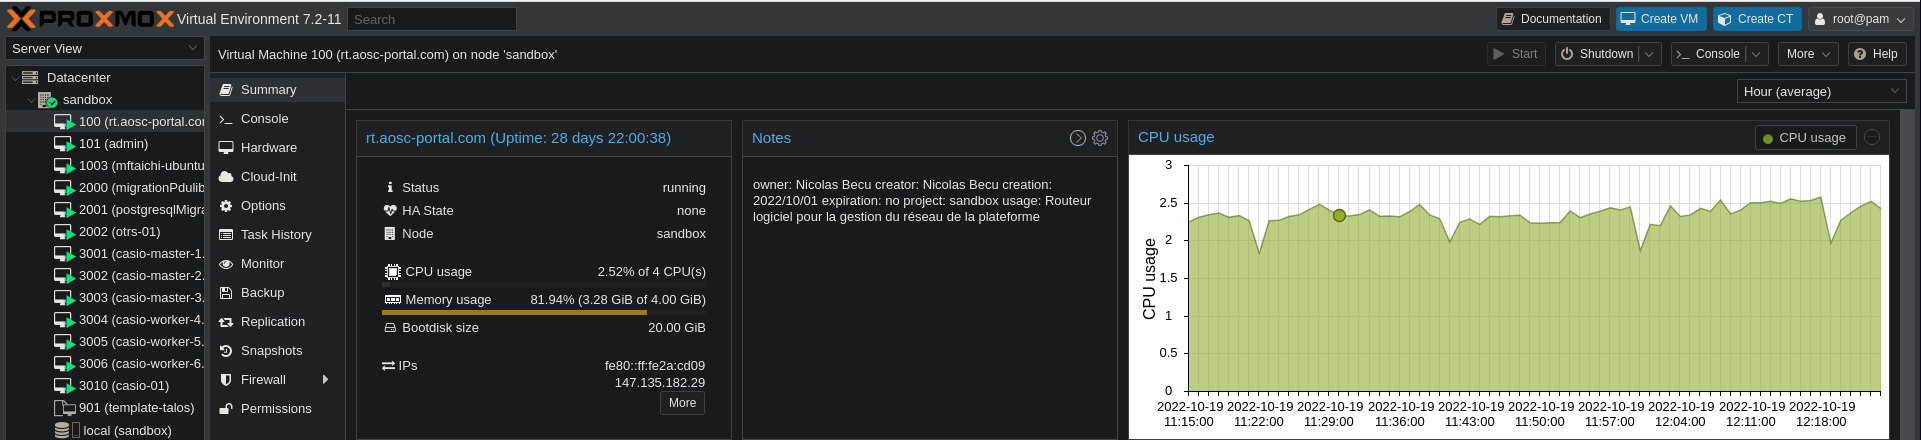 PROXMOX Virtual Environment 7.2-11
Search
Documentation
Create VM
Create CT
root@pam
Server View
Virtual Machine 100 (rt.aosc-portal.com) on node 'sandbox'
Start
Shutdown
Console
More
Help
Datacenter
sandbox
100 (rt.aosc-portal.co
101 (admin)
1003 (mftaichi-ubuntu
2000 (migrationPdulib
2001 (postgresqlMigra
2002 (otrs-01)
3001 (casio-master-1.
3002 (casio-master-2.
3003 (casio-master-3.
3004 (casio-worker-4.
3005 (casio-worker-5.
3006 (casio-worker-6.
3010 (casio-01)
901 (template-talos)
local (sandbox)
Summary
Console
Hardware
Cloud-Init
Options
Task History
Monitor
Backup
Replication
Snapshots
Firewall
Permissions
Hour (average)
rt.aosc-portal.com (Uptime: 28 days 22:00:38)
Status running
HA State none
Node sandbox
CPU usage 2.52% of 4 CPU(s)
Memory usage 81.94% (3.28 GiB of 4.00 GiB)
Bootdisk size 20.00 GiB
IPs fe80::ff:fe2a:cd09
147.135.182.29
More
Notes
owner: Nicolas Becu creator: Nicolas Becu creation:
2022/10/01 expiration: no project: sandbox usage: Routeur
logiciel pour la gestion du réseau de la plateforme
CPU usage
CPU usage
CPU usage
3
2.5
2
1.5
1
0.5
0
2022-10-19 2022-10-19 2022-10-19 2022-10-19 2022-10-19 2022-10-19 2022-10-19 2022-10-19 2022-10-19 2022-10-19
11:15:00 11:22:00 11:29:00 11:36:00 11:43:00 11:50:00 11:57:00 12:04:00 12:11:00 12:18:00